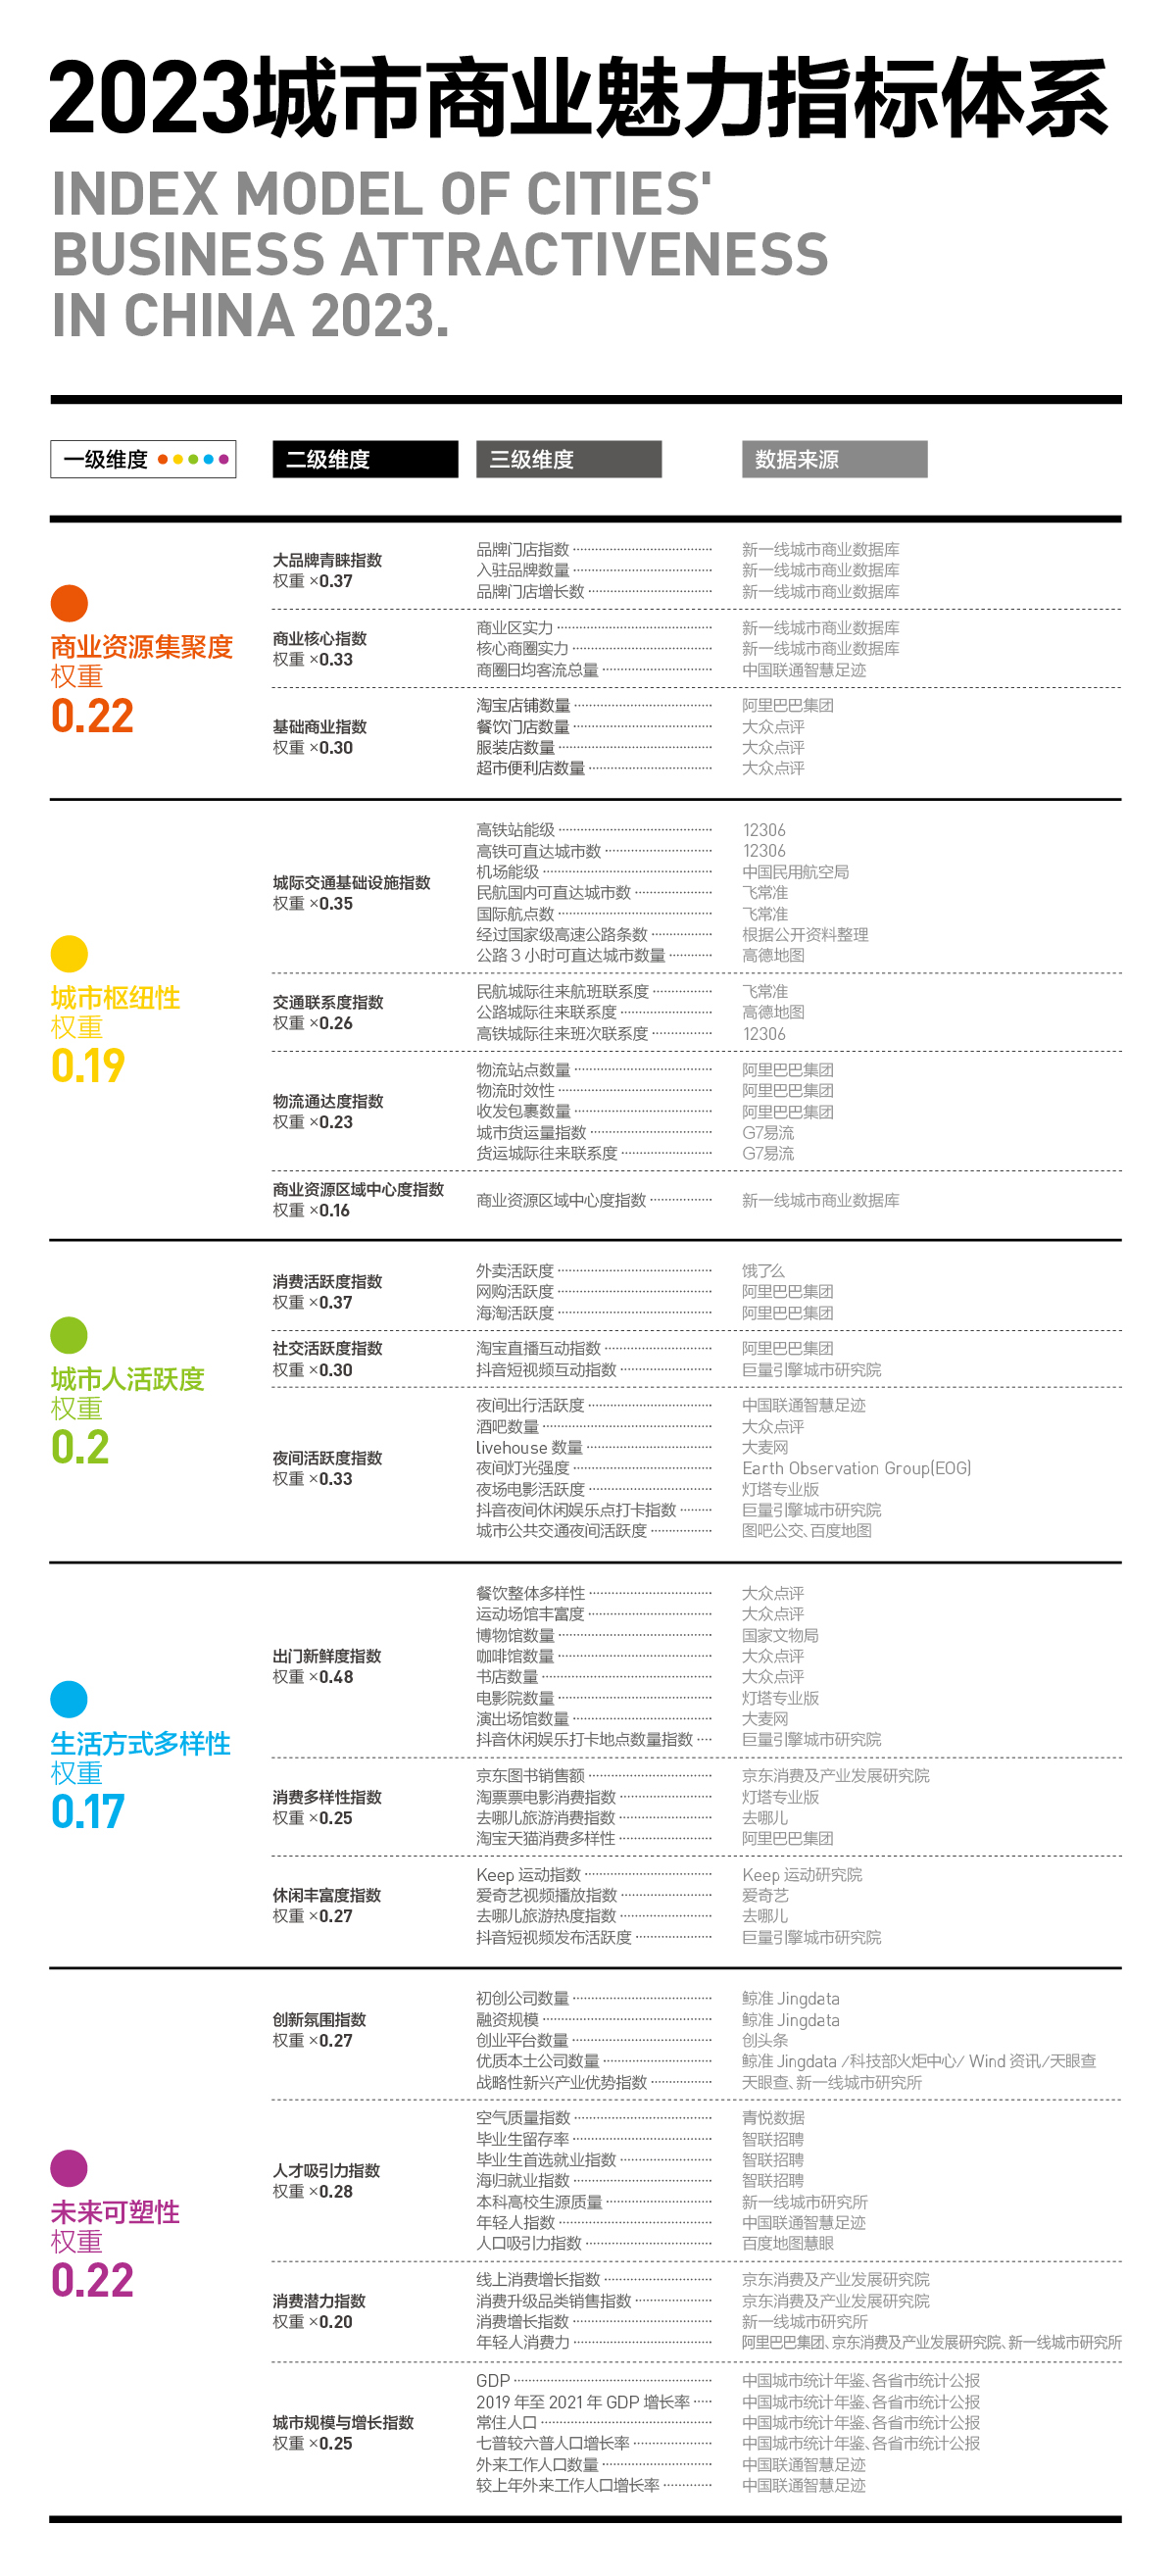 2023城市商业魅力指标体系
INDEX MODEL OF CITIES'
BUSINESS ATTRACTIVENESS
IN CHINA 2023.
一级维度 二级维度 三级维度 数据来源
商业资源集聚度
权重
0.22
大品牌青睐指数
权重 ×0.37
品牌门店指数 新一线城市商业数据库
入驻品牌数量 新一线城市商业数据库
品牌门店增长数 新一线城市商业数据库
商业核心指数
权重 ×0.33
商业区实力 新一线城市商业数据库
核心商圈实力 新一线城市商业数据库
商圈日均客流总量 中国联通智慧足迹
基础商业指数
权重 ×0.30
淘宝店铺数量 阿里巴巴集团
餐饮门店数量 大众点评
服装店数量 大众点评
超市便利店数量 大众点评
城市枢纽性
权重
0.19
城际交通基础设施指数
权重 ×0.35
高铁站能级 12306
高铁可直达城市数 12306
机场能级 中国民用航空局
民航国内可直达城市数 飞常准
国际航点数 飞常准
经过国家级高速公路条数 根据公开资料整理
公路 3 小时可直达城市数量 高德地图
交通联系度指数
权重 ×0.26
民航城际往来航班联系度 飞常准
公路城际往来联系度 高德地图
高铁城际往来班次联系度 12306
物流通达度指数
权重 ×0.23
物流站点数量 阿里巴巴集团
物流时效性 阿里巴巴集团
收发包裹数量 阿里巴巴集团
城市货运量指数 G7易流
货运城际往来联系度 G7易流
商业资源区域中心度指数
权重 ×0.16
商业资源区域中心度指数 新一线城市商业数据库
城市人活跃度
权重
0.2
消费活跃度指数
权重 ×0.37
外卖活跃度 饿了么
网购活跃度 阿里巴巴集团
海淘活跃度 阿里巴巴集团
社交活跃度指数
权重 ×0.30
淘宝直播互动指数 阿里巴巴集团
抖音短视频互动指数 巨量引擎城市研究院
夜间活跃度指数
权重 ×0.33
夜间出行活跃度 中国联通智慧足迹
酒吧数量 大众点评
livehouse 数量 大麦网
夜间灯光强度 Earth Observation Group(EOG)
夜场电影活跃度 灯塔专业版
抖音夜间休闲娱乐点打卡指数 巨量引擎城市研究院
城市公共交通夜间活跃度 图吧公交、百度地图
生活方式多样性
权重
0.17
出门新鲜度指数
权重 ×0.48
餐饮整体多样性 大众点评
运动场馆丰富度 大众点评
博物馆数量 国家文物局
咖啡馆数量 大众点评
书店数量 大众点评
电影院数量 灯塔专业版
演出场馆数量 大麦网
抖音休闲娱乐打卡地点数量指数 巨量引擎城市研究院
消费多样性指数
权重 ×0.25
京东图书销售额 京东消费及产业发展研究院
淘票票电影消费指数 灯塔专业版
去哪儿旅游消费指数 去哪儿
淘宝天猫消费多样性 阿里巴巴集团
休闲丰富度指数
权重 ×0.27
Keep 运动指数 Keep 运动研究院
爱奇艺视频播放指数 爱奇艺
去哪儿旅游热度指数 去哪儿
抖音短视频发布活跃度 巨量引擎城市研究院
未来可塑性
权重
0.22
创新氛围指数
权重 ×0.27
初创公司数量 鲸准 Jingdata
融资规模 鲸准 Jingdata
创业平台数量 创头条
优质本土公司数量 鲸准 Jingdata /科技部火炬中心/ Wind 资讯/天眼查
战略性新兴产业优势指数 天眼查、新一线城市研究所
人才吸引力指数
权重 ×0.28
空气质量指数 青悦数据
毕业生留存率 智联招聘
毕业生首选就业指数 智联招聘
海归就业指数 智联招聘
本科高校生源质量 新一线城市研究所
年轻人指数 中国联通智慧足迹
人口吸引力指数 百度地图慧眼
消费潜力指数
权重 ×0.20
线上消费增长指数 京东消费及产业发展研究院
消费升级品类销售指数 京东消费及产业发展研究院
消费增长指数 新一线城市研究所
年轻人消费力 阿里巴巴集团、京东消费及产业发展研究院、新一线城市研究所
城市规模与增长指数
权重 ×0.25
GDP 中国城市统计年鉴、各省市统计公报
2019 年至 2021 年 GDP 增长率 中国城市统计年鉴、各省市统计公报
常住人口 中国城市统计年鉴、各省市统计公报
七普较六普人口增长率 中国城市统计年鉴、各省市统计公报
外来工作人口数量 中国联通智慧足迹
较上年外来工作人口增长率 中国联通智慧足迹